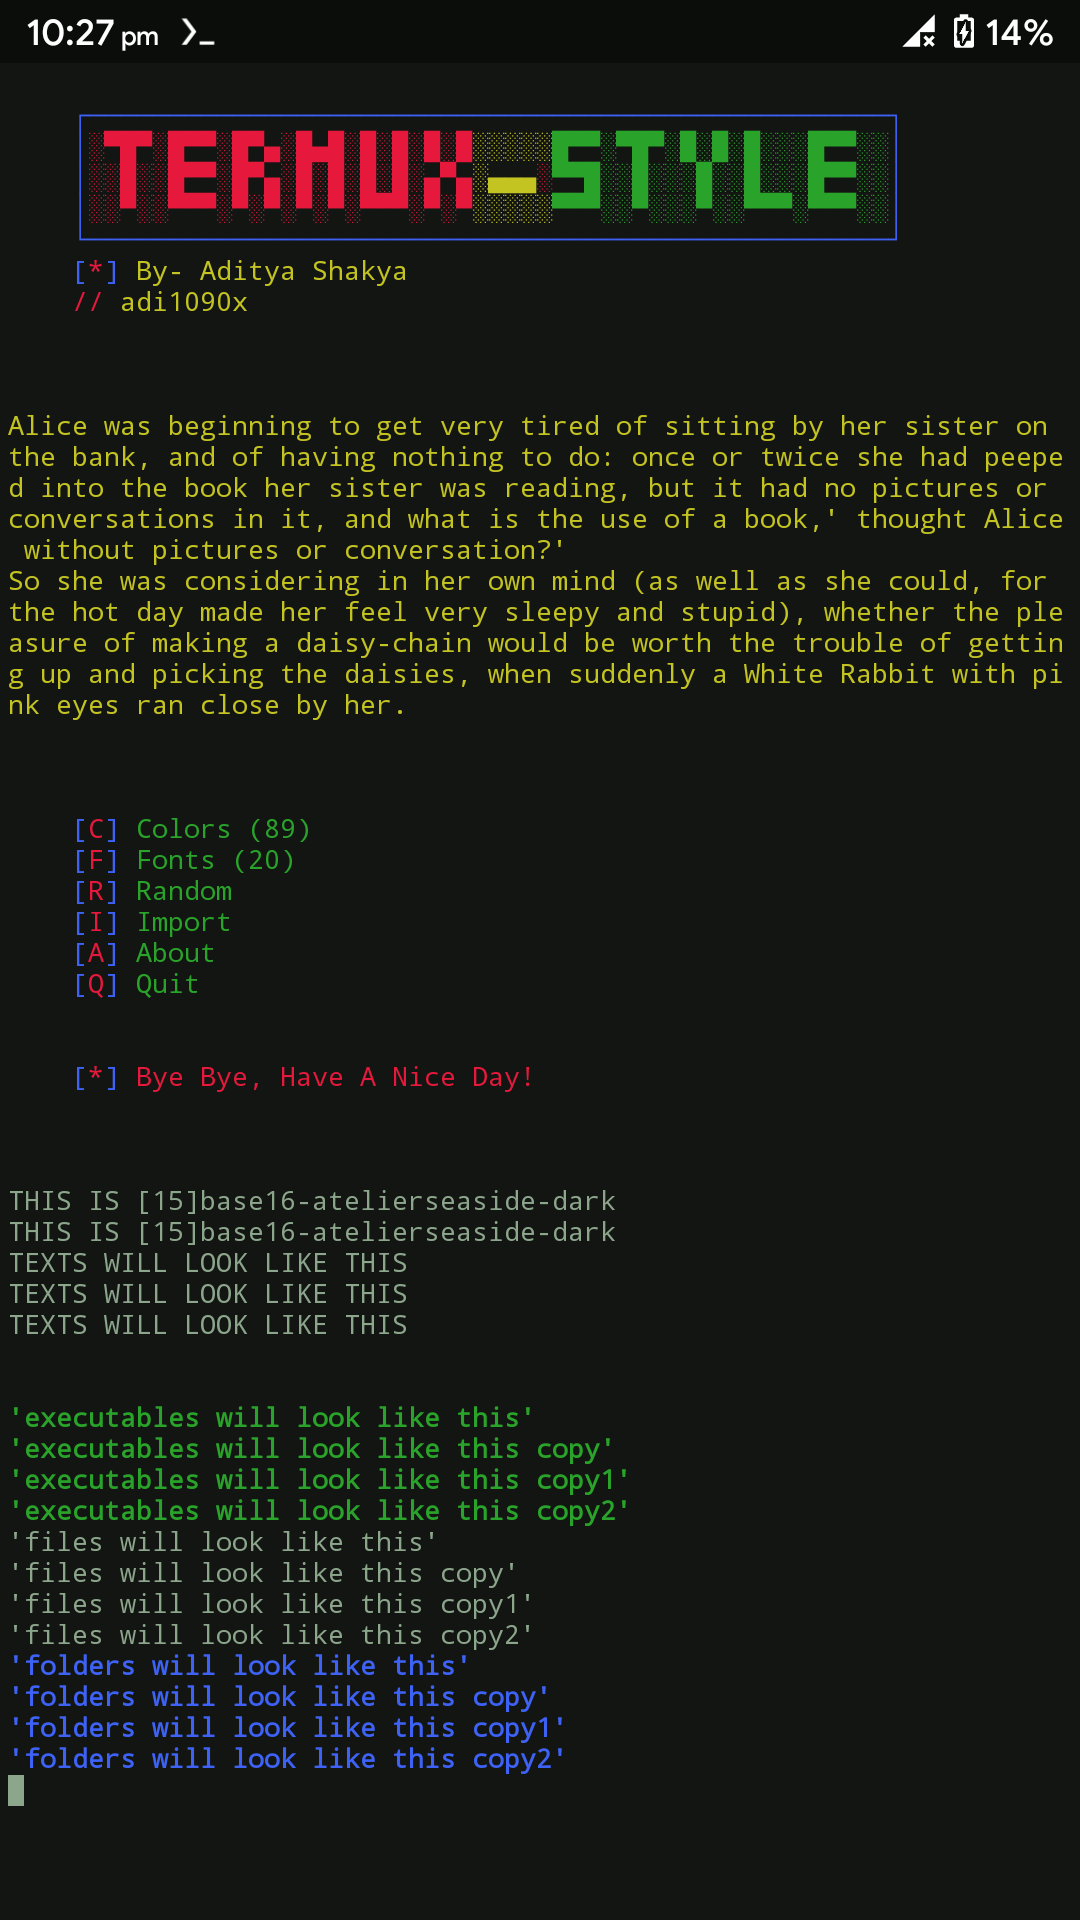 10:27 pm 14%
TERMUX-STYLE
[*] By- Aditya Shakya
// adi1090x
Alice was beginning to get very tired of sitting by her sister on
the bank, and of having nothing to do: once or twice she had peepe
d into the book her sister was reading, but it had no pictures or
conversations in it, and what is the use of a book,' thought Alice
without pictures or conversation?'
So she was considering in her own mind (as well as she could, for
the hot day made her feel very sleepy and stupid), whether the ple
asure of making a daisy-chain would be worth the trouble of gettin
g up and picking the daisies, when suddenly a White Rabbit with pi
nk eyes ran close by her.
[C] Colors (89)
[F] Fonts (20)
[R] Random
[I] Import
[A] About
[Q] Quit
[*] Bye Bye, Have A Nice Day!
THIS IS [15]base16-atelierseaside-dark
THIS IS [15]base16-atelierseaside-dark
TEXTS WILL LOOK LIKE THIS
TEXTS WILL LOOK LIKE THIS
TEXTS WILL LOOK LIKE THIS
'executables will look like this'
'executables will look like this copy'
'executables will look like this copy1'
'executables will look like this copy2'
'files will look like this'
'files will look like this copy'
'files will look like this copy1'
'files will look like this copy2'
'folders will look like this'
'folders will look like this copy'
'folders will look like this copy1'
'folders will look like this copy2'